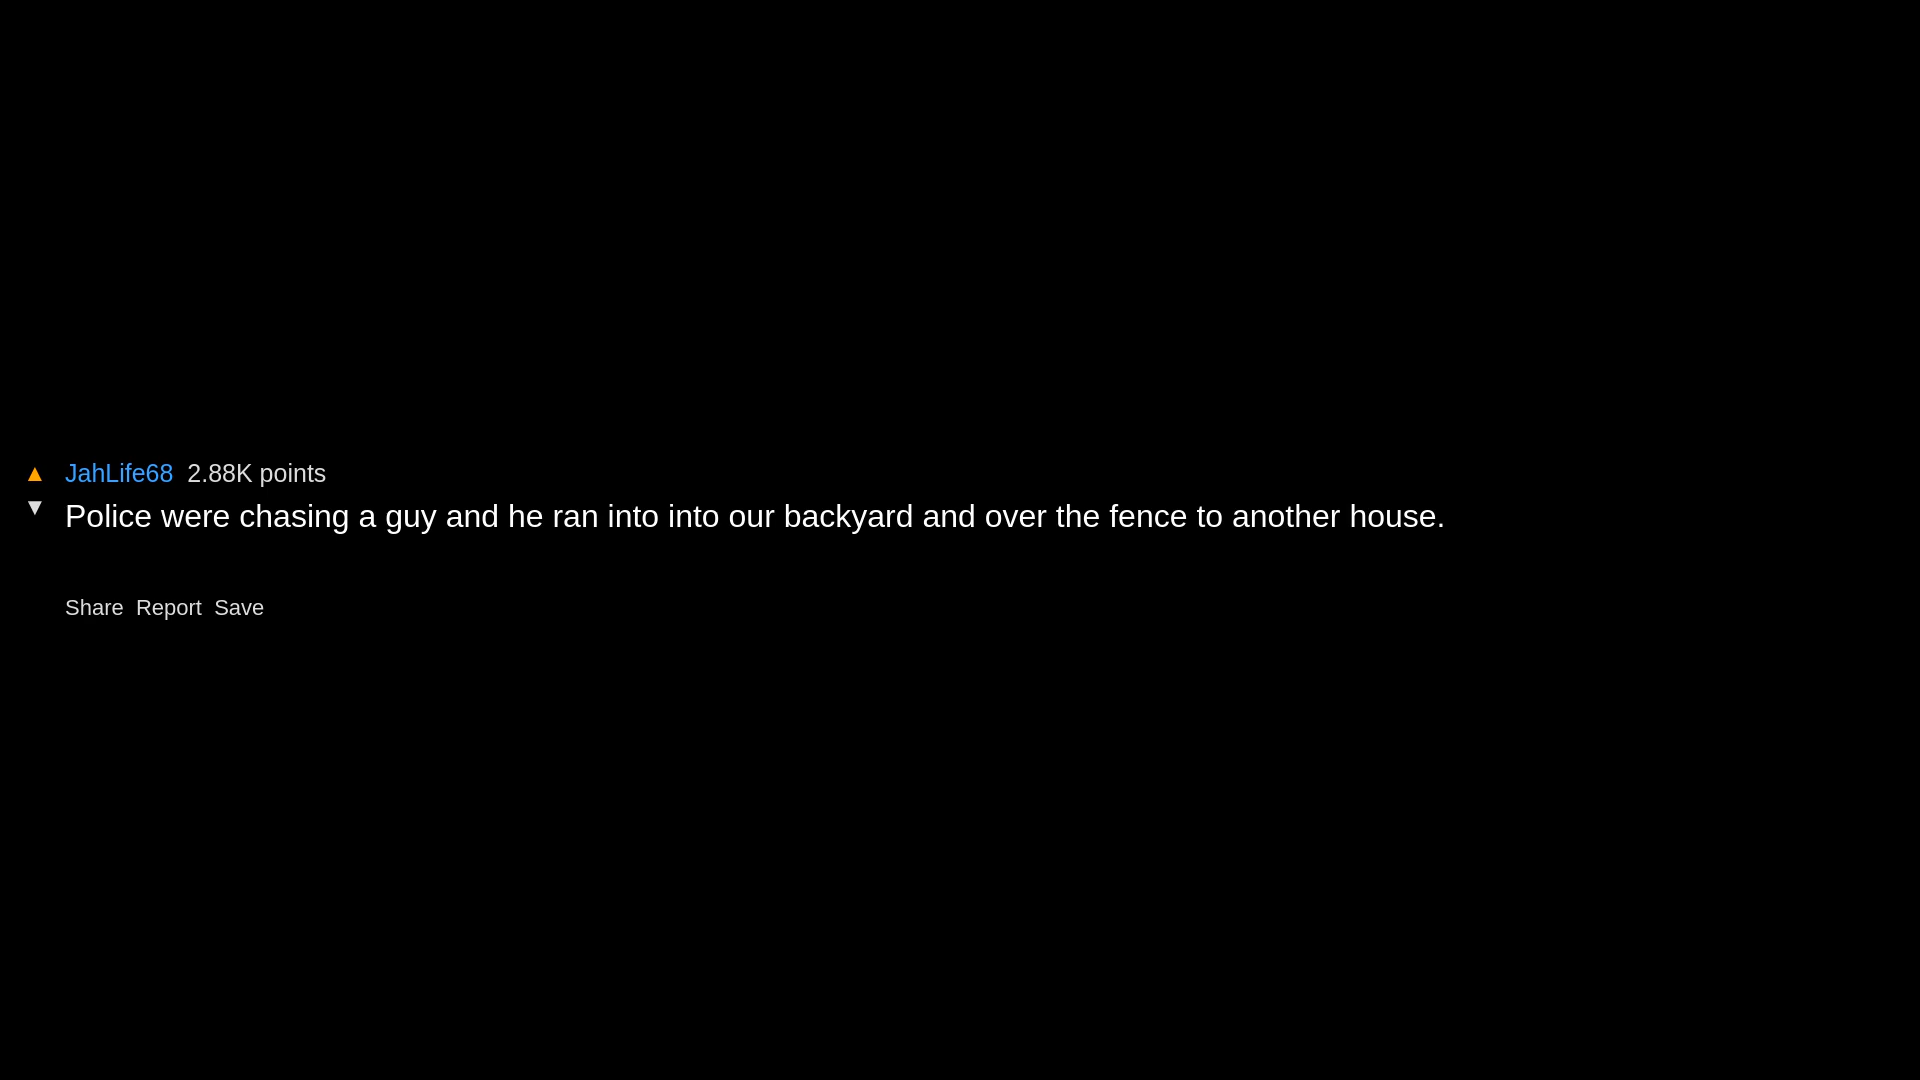 ▲ JahLife68 2.88K points
▼ Police were chasing a guy and he ran into into our backyard and over the fence to another house.
Share Report Save